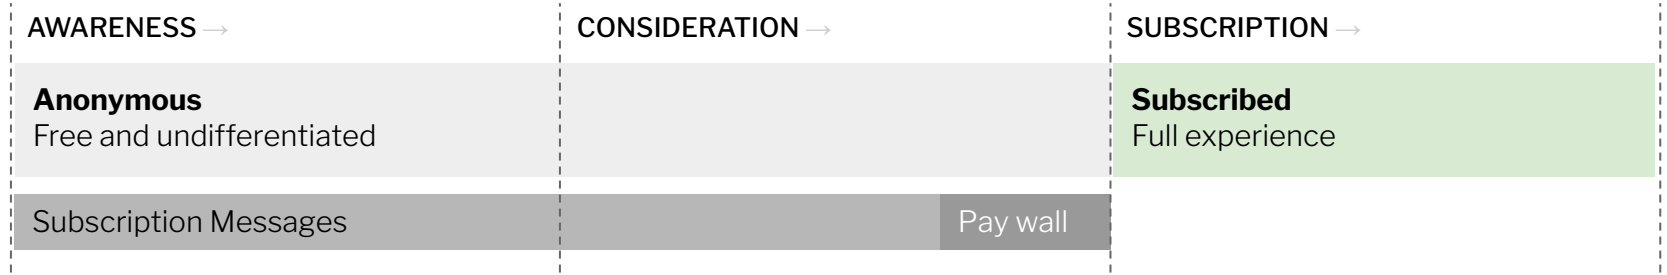 AWARENESS →
CONSIDERATION →
SUBSCRIPTION →
Anonymous
Free and undifferentiated
Subscribed
Full experience
Subscription Messages
Pay wall